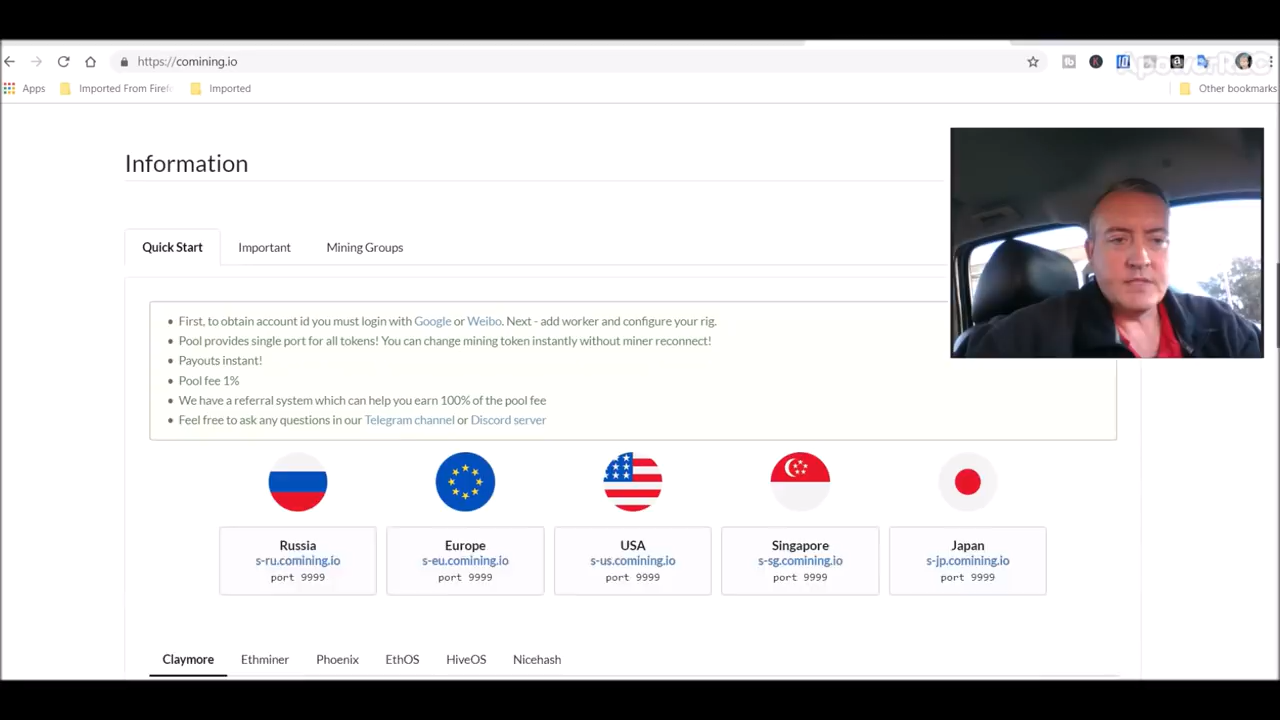 https://comining.io
ApowerREC
Apps
Imported From Firef
Imported
Other bookmarks
Information
Quick Start
Important
Mining Groups
First, to obtain account id you must login with Google or Weibo. Next - add worker and configure your rig.
Pool provides single port for all tokens! You can change mining token instantly without miner reconnect!
Payouts instant!
Pool fee 1%
We have a referral system which can help you earn 100% of the pool fee
Feel free to ask any questions in our Telegram channel or Discord server
Russia
s-ru.comining.io
port 9999
Europe
s-eu.comining.io
port 9999
USA
s-us.comining.io
port 9999
Singapore
s-sg.comining.io
port 9999
Japan
s-jp.comining.io
port 9999
Claymore
Ethminer
Phoenix
EthOS
HiveOS
Nicehash